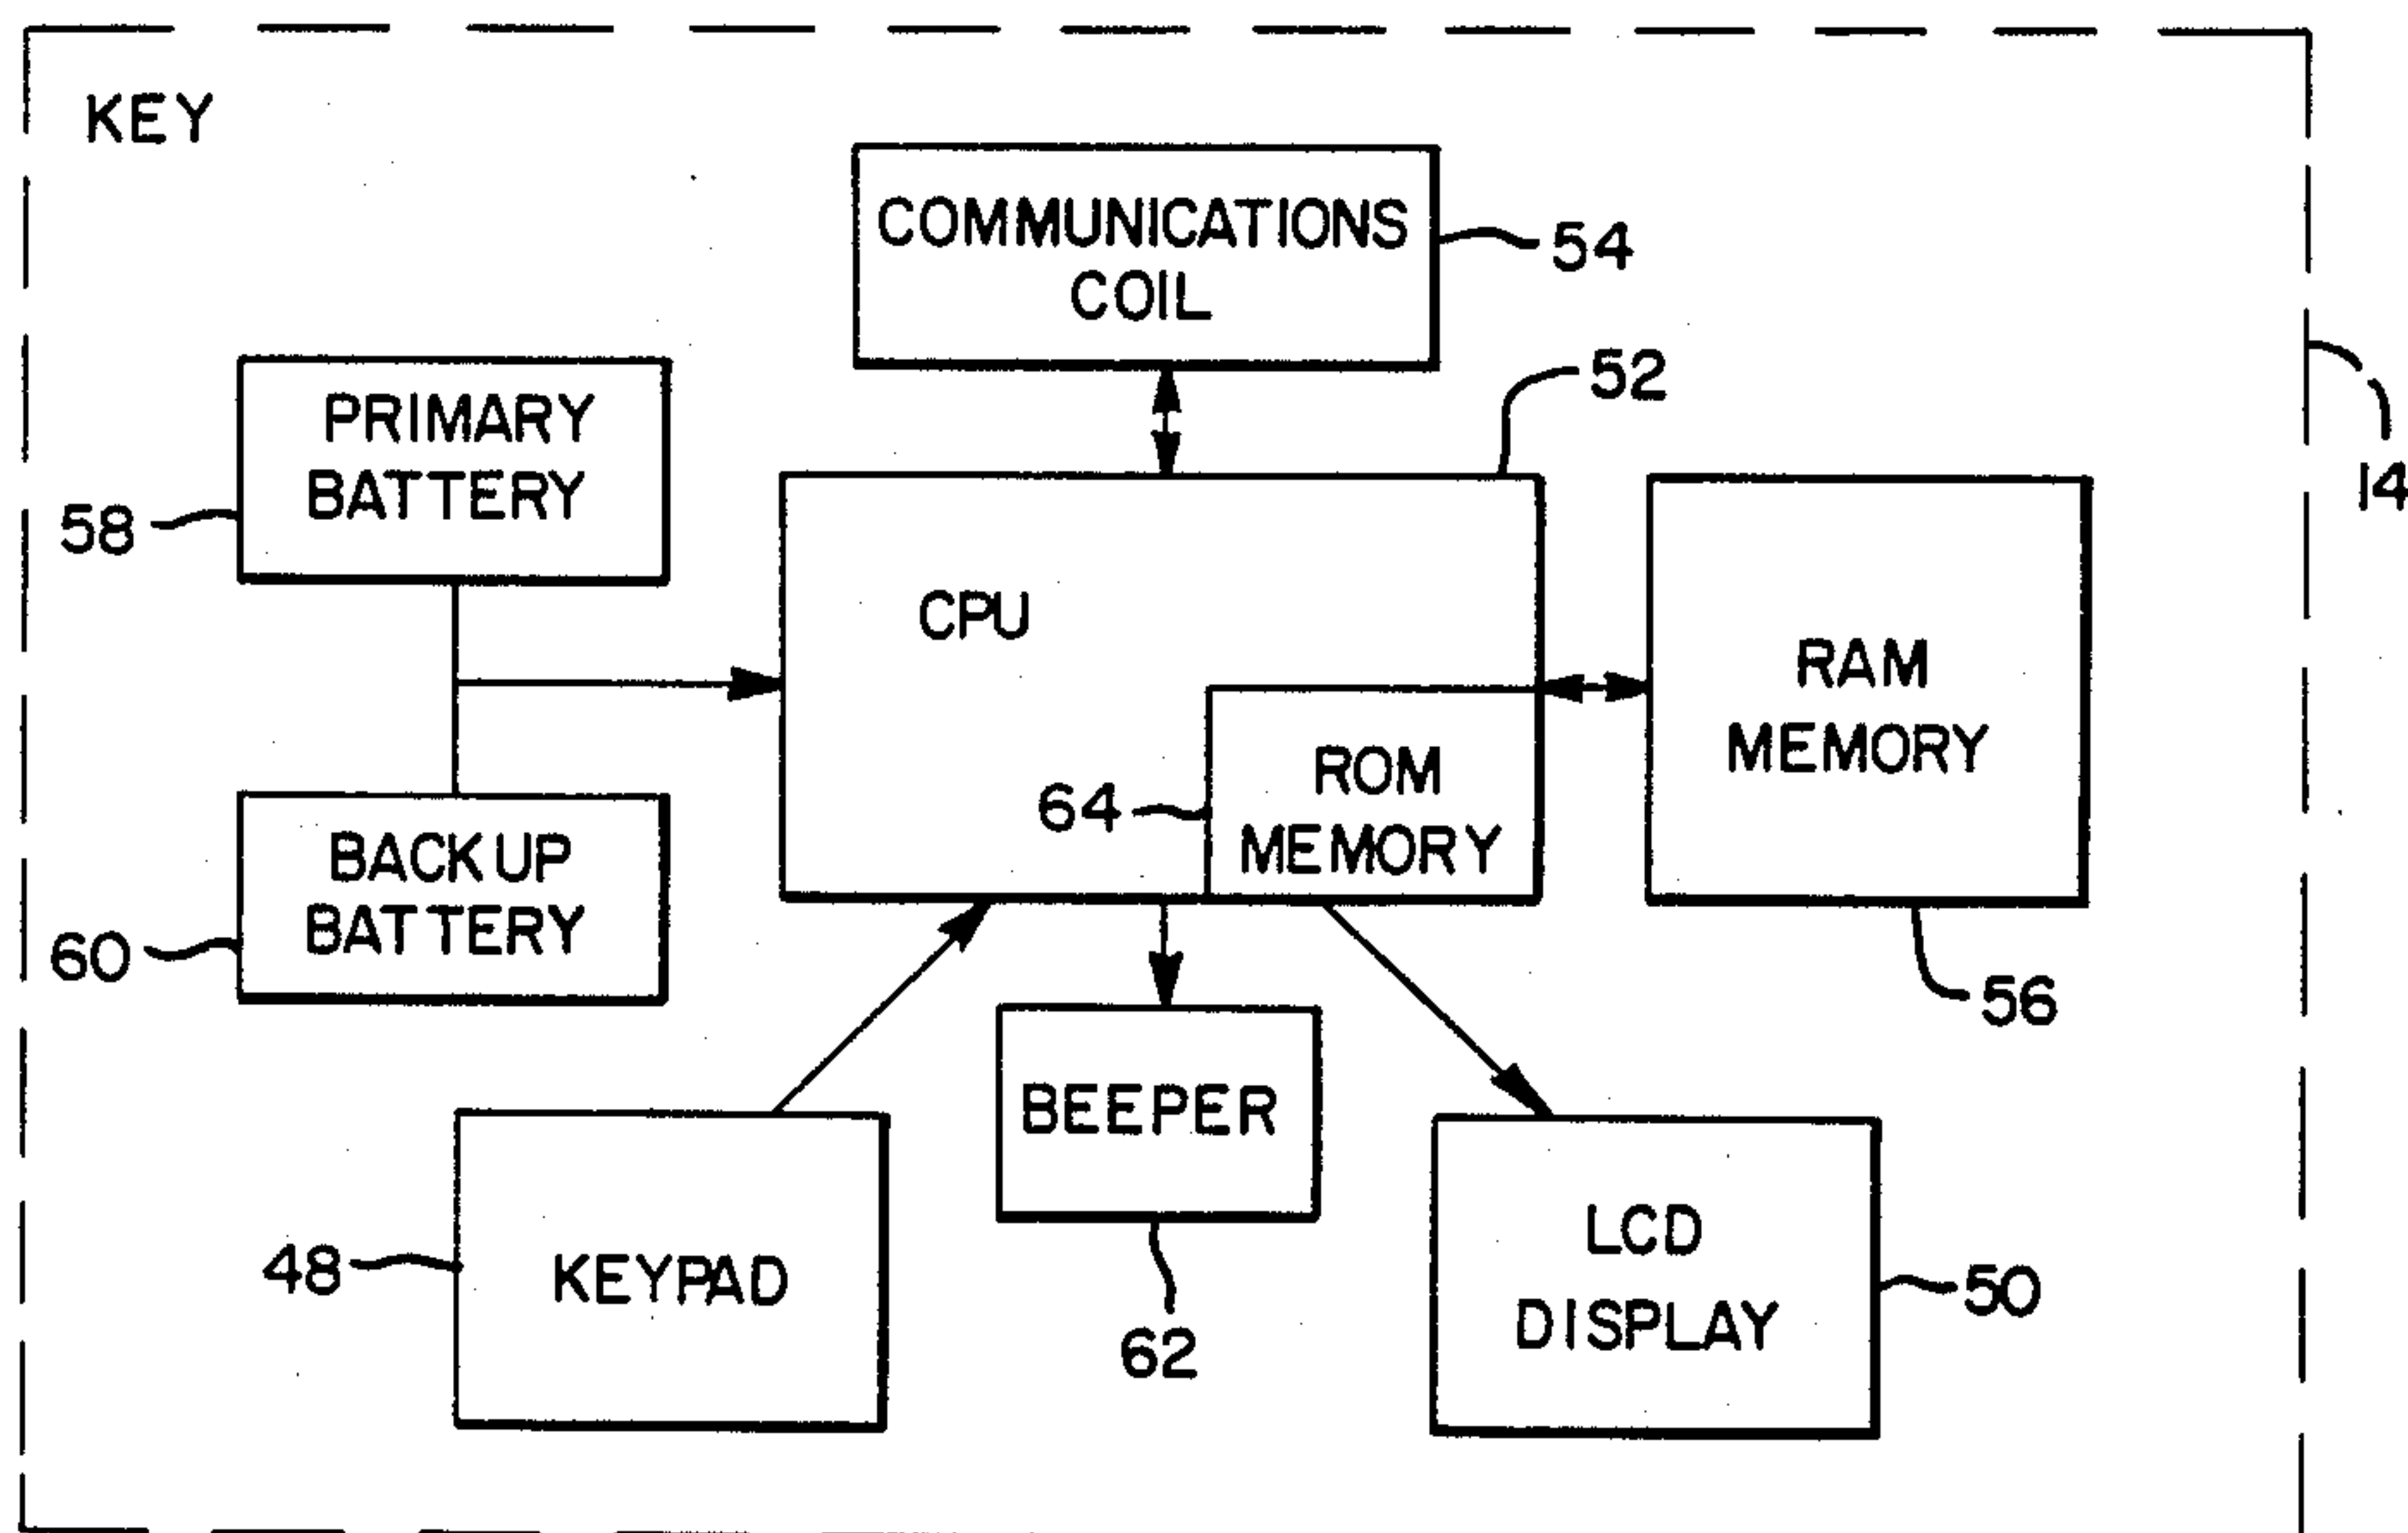 KEY
COMMUNICATIONS
COIL
54
52
PRIMARY
BATTERY
58
14
CPU
RAM
MEMORY
64
ROM
MEMORY
BACKUP
BATTERY
60
56
BEEPER
62
48
KEYPAD
LCD
DISPLAY
50